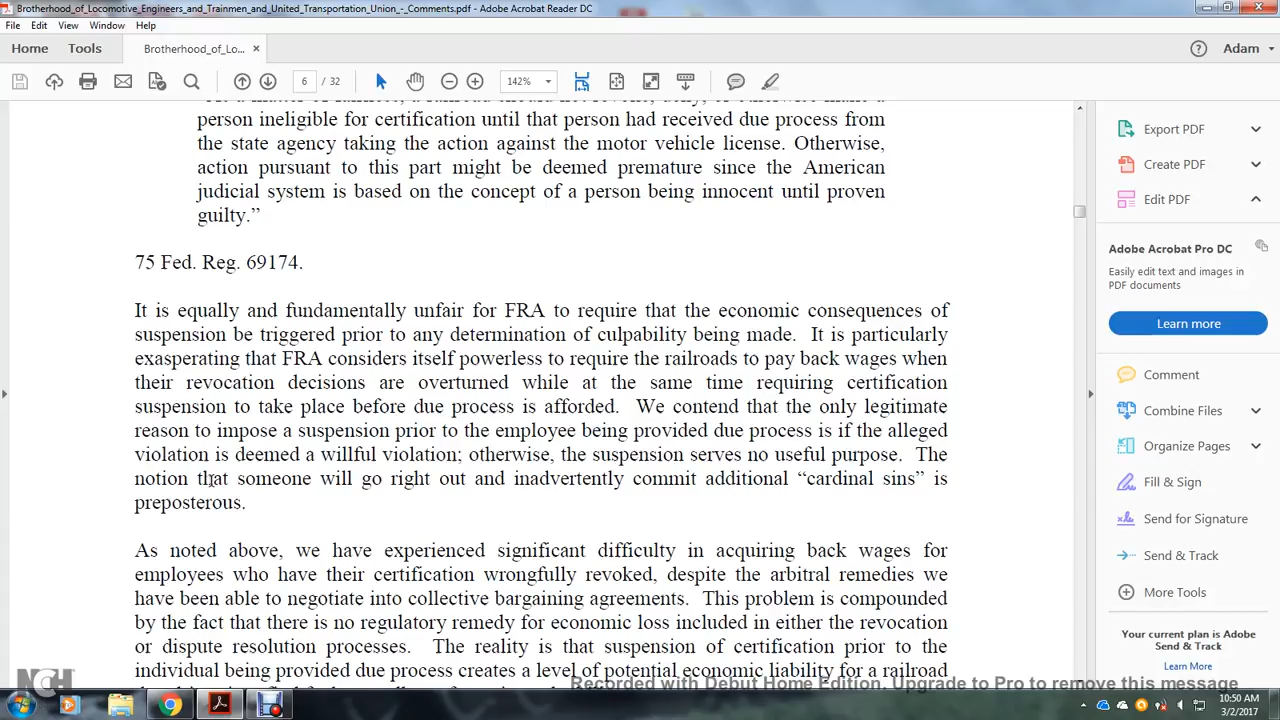 Brotherhood_of_Locomotive_Engineers_and_Trainmen_and_United_Transportation_Union_-_Comments.pdf - Adobe Acrobat Reader DC
File Edit View Window Help
Home Tools Brotherhood_of_Lo... × Adam
6 / 32 142%
person ineligible for certification until that person had received due process from
the state agency taking the action against the motor vehicle license. Otherwise,
action pursuant to this part might be deemed premature since the American
judicial system is based on the concept of a person being innocent until proven
guilty.”
75 Fed. Reg. 69174.
It is equally and fundamentally unfair for FRA to require that the economic consequences of
suspension be triggered prior to any determination of culpability being made. It is particularly
exasperating that FRA considers itself powerless to require the railroads to pay back wages when
their revocation decisions are overturned while at the same time requiring certification
suspension to take place before due process is afforded. We contend that the only legitimate
reason to impose a suspension prior to the employee being provided due process is if the alleged
violation is deemed a willful violation; otherwise, the suspension serves no useful purpose. The
notion that someone will go right out and inadvertently commit additional “cardinal sins” is
preposterous.
As noted above, we have experienced significant difficulty in acquiring back wages for
employees who have their certification wrongfully revoked, despite the arbitral remedies we
have been able to negotiate into collective bargaining agreements. This problem is compounded
by the fact that there is no regulatory remedy for economic loss included in either the revocation
or dispute resolution processes. The reality is that suspension of certification prior to the
individual being provided due process creates a level of potential economic liability for a railroad
Export PDF
Create PDF
Edit PDF
Adobe Acrobat Pro DC
Easily edit text and images in
PDF documents
Learn more
Comment
Combine Files
Organize Pages
Fill & Sign
Send for Signature
Send & Track
More Tools
Your current plan is Adobe
Send & Track
Learn More
NCH
Recorded with Debut Home Edition. Upgrade to Pro to remove this message
10:50 AM
3/2/2017